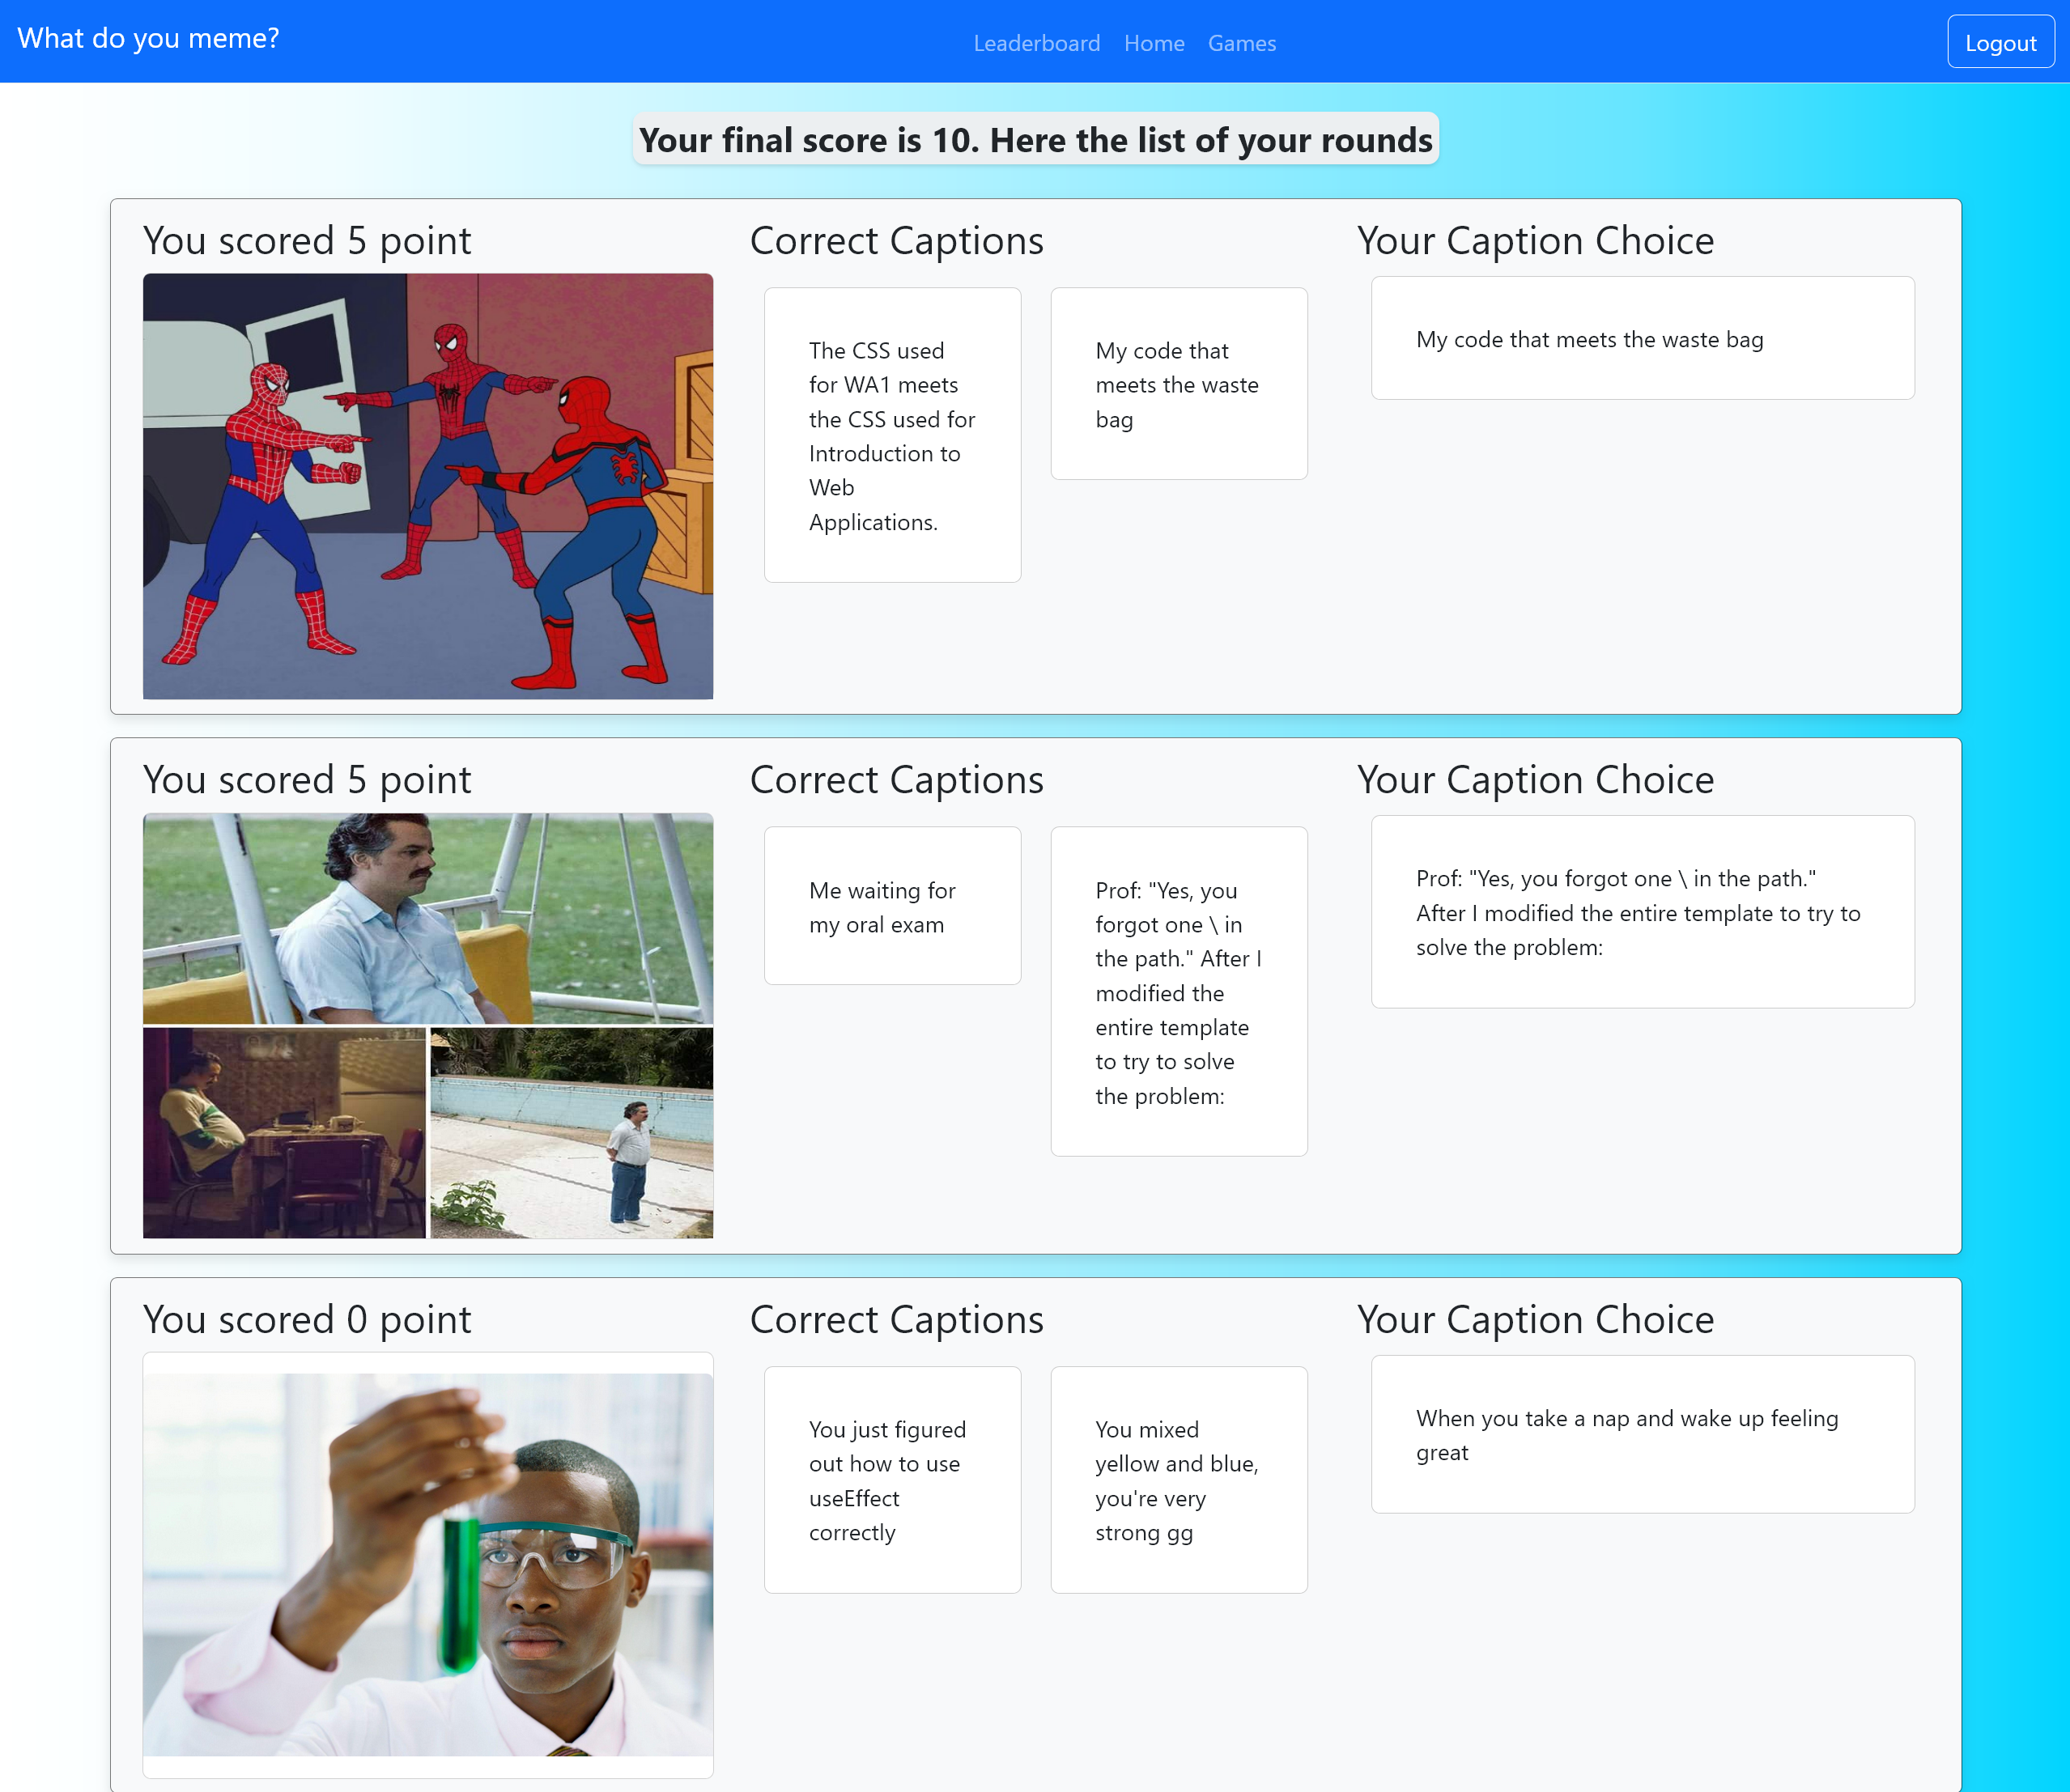 What do you meme?
Leaderboard Home Games
Logout
Your final score is 10. Here the list of your rounds
You scored 5 point
Correct Captions
The CSS used
for WA1 meets
the CSS used for
Introduction to
Web
Applications.
My code that
meets the waste
bag
Your Caption Choice
My code that meets the waste bag
You scored 5 point
Correct Captions
Me waiting for
my oral exam
Prof: "Yes, you
forgot one \ in
the path." After I
modified the
entire template
to try to solve
the problem:
Your Caption Choice
Prof: "Yes, you forgot one \ in the path."
After I modified the entire template to try to
solve the problem:
You scored 0 point
Correct Captions
You just figured
out how to use
useEffect
correctly
You mixed
yellow and blue,
you're very
strong gg
Your Caption Choice
When you take a nap and wake up feeling
great